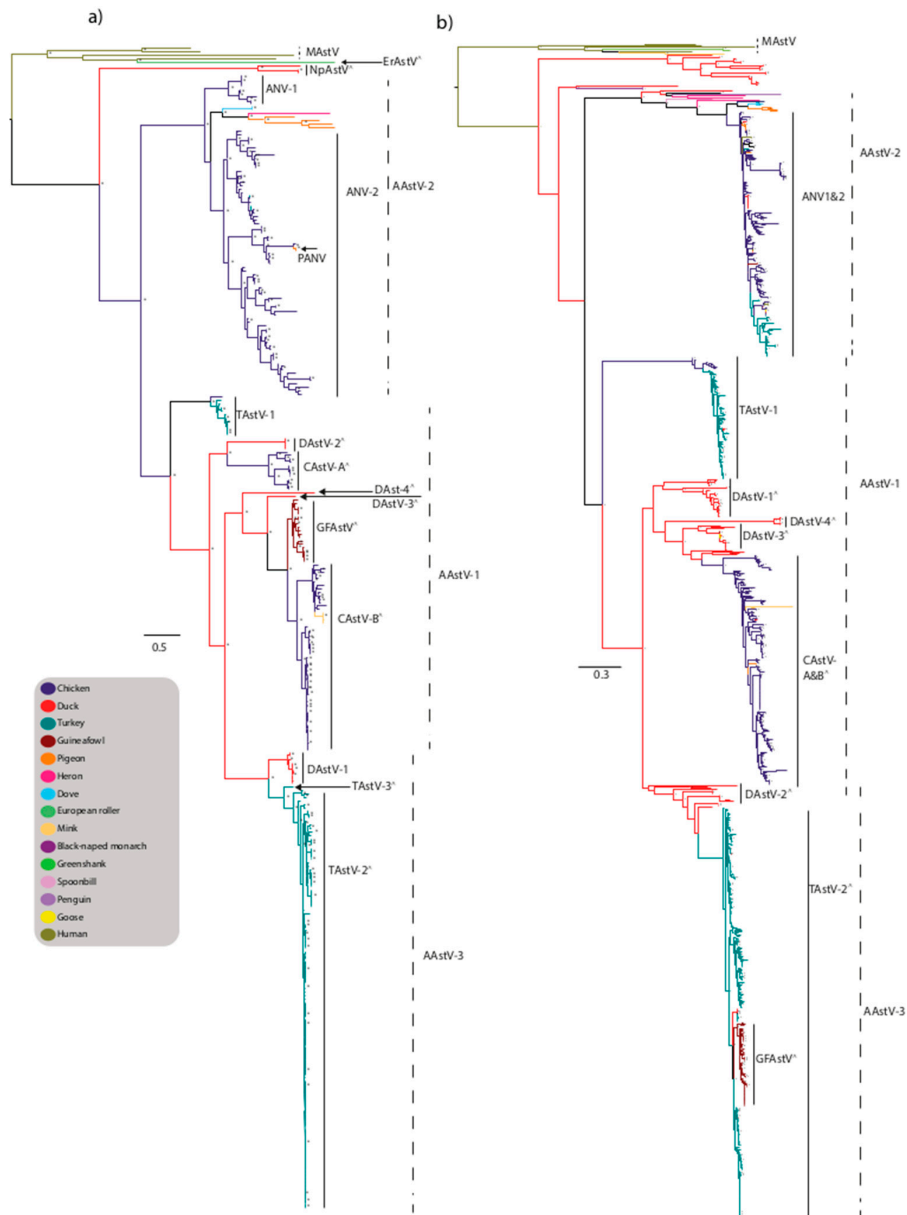 a)
MAstV
ErAstV^
NpAstV^
ANV-1
ANV-2
AAstV-2
PANV
TAstV-1
DAstV-2^
CAstV-A^
DAst-4^
DAstV-3^
GFAstV^
AAstV-1
CAstV-B^
0.5
DAstV-1
TAstV-3^
TAstV-2^
AAstV-3
Chicken
Duck
Turkey
Guineafowl
Pigeon
Heron
Dove
European roller
Mink
Black-naped monarch
Greenshank
Spoonbill
Penguin
Goose
Human
b)
MAstV
AAstV-2
ANV1&2
TAstV-1
AAstV-1
DAstV-1^
DAstV-4^
DAstV-3^
CAstV-
A&B^
0.3
DAstV-2^
TAstV-2^
AAstV-3
GFAstV^